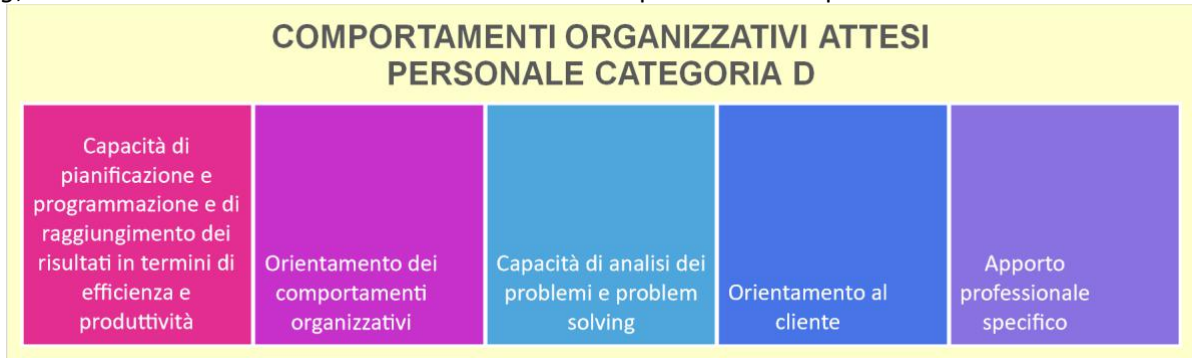 COMPORTAMENTI ORGANIZZATIVI ATTESI
PERSONALE CATEGORIA D
Capacità di
pianificazione e
programmazione e di
raggiungimento dei
risultati in termini di
efficienza e
produttività
Orientamento dei
comportamenti
organizzativi
Capacità di analisi dei
problemi e problem
solving
Orientamento al
cliente
Apporto
professionale
specifico